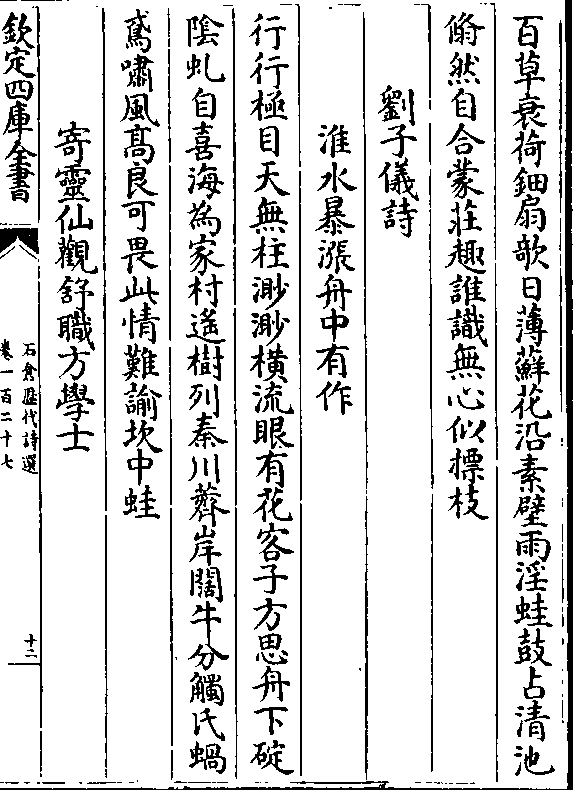 百草衰荷鈿扇欹日薄蘚花沿素壁雨淫蛙鼓占清池
翛然自合蒙莊趣誰識無心似摽枝
劉子儀詩
淮水暴漲舟中有作
行行極目天無柱渺渺橫流眼有花客子方思舟下碇
陰虬自喜海為家村遙樹列秦川薺岸闊牛分觸氏蝸
鳶嘯風高良可畏此情難諭坎中蛙
寄靈仙觀舒職方學士
欽定四庫全書
石倉歷代詩選
卷一百二十七
十二